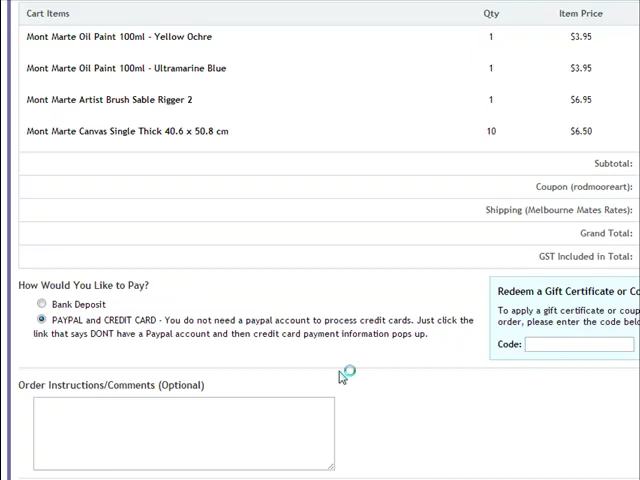 Cart Items Qty Item Price
Mont Marte Oil Paint 100ml - Yellow Ochre 1 $3.95
Mont Marte Oil Paint 100ml - Ultramarine Blue 1 $3.95
Mont Marte Artist Brush Sable Rigger 2 1 $6.95
Mont Marte Canvas Single Thick 40.6 x 50.8 cm 10 $6.50
Subtotal:
Coupon (rodmooreart):
Shipping (Melbourne Mates Rates):
Grand Total:
GST Included in Total:
How Would You Like to Pay?
Bank Deposit
PAYPAL and CREDIT CARD - You do not need a paypal account to process credit cards. Just click the
link that says DONT have a Paypal account and then credit card payment information pops up.
Redeem a Gift Certificate or Co
To apply a gift certificate or coup
order, please enter the code belo
Code:
Order Instructions/Comments (Optional)